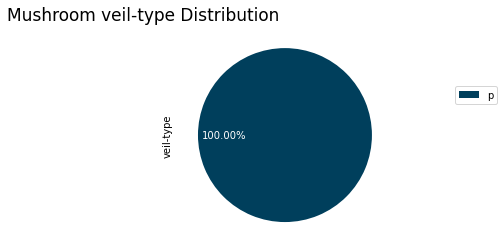 Mushroom veil-type Distribution
p
veil-type
100.00%